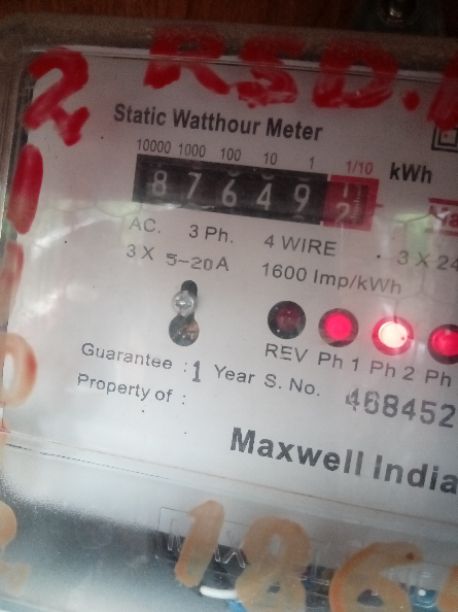 RSD.
2
Static Watthour Meter
10000 1000 100 10 1 1/10 kWh
8 7 6 4 9
AC. 3 Ph. 4 WIRE
3 X 5-20A 1600 Imp/kWh
REV Ph 1 Ph 2 Ph
Guarantee : 1 Year S. No. 468452
Property of :
Maxwell India
186